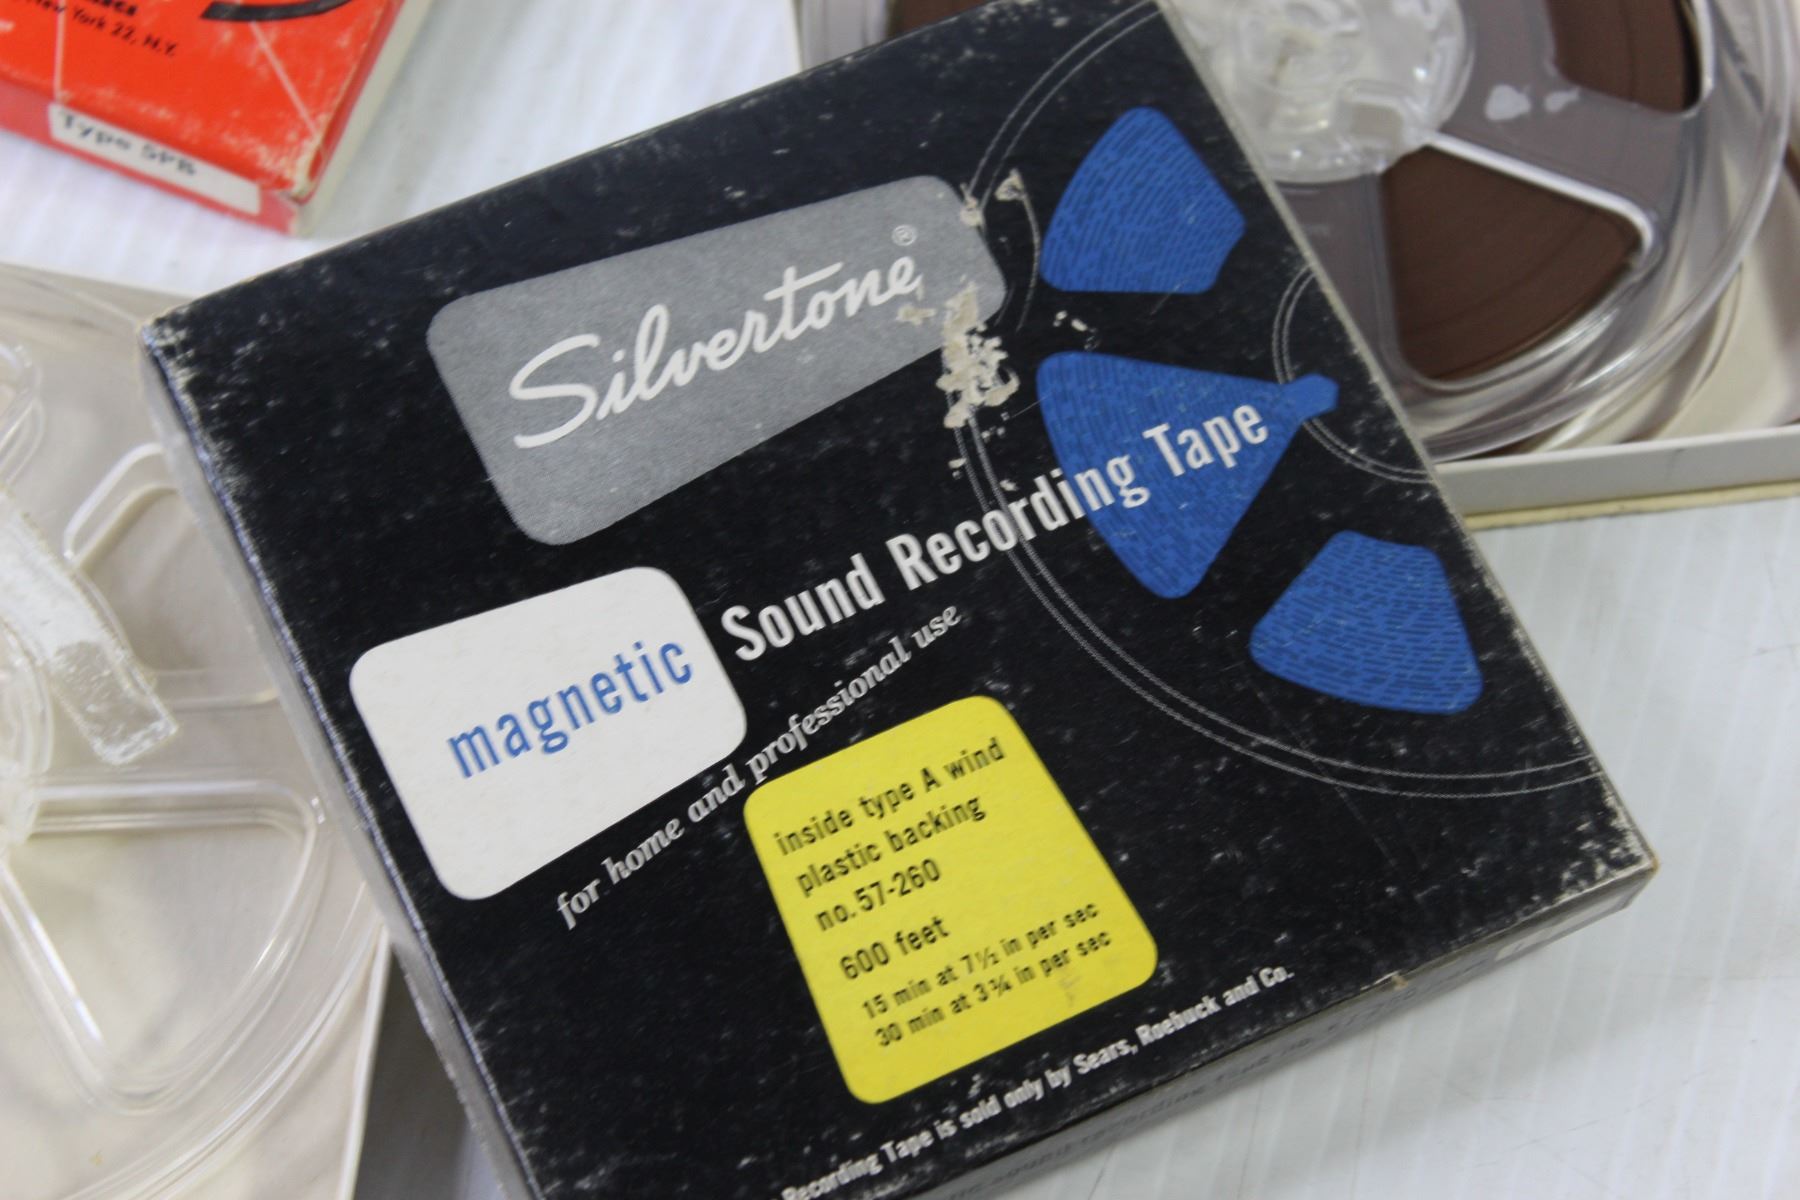 New York 22, N.Y.
Type 5PB
Silvertone®
magnetic Sound Recording Tape
for home and professional use
inside type A wind
plastic backing
no. 57-260
600 feet
15 min at 7½ in per sec
30 min at 3¾ in per sec
Recording Tape is sold only by Sears, Roebuck and Co.